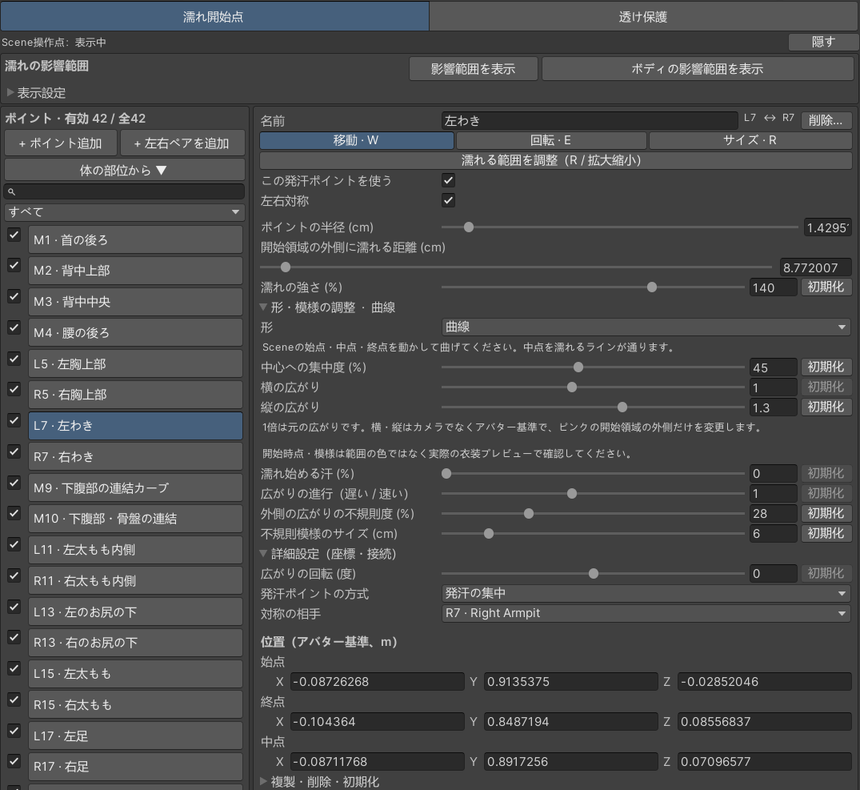 濡れ開始点
透け保護
Scene操作点: 表示中
隠す
濡れの影響範囲
影響範囲を表示
ボディの影響範囲を表示
表示設定
ポイント・有効 42 / 全42
+ ポイント追加
+ 左右ペアを追加
体の部位から ▼
すべて
M1 · 首の後ろ
M2 · 背中上部
M3 · 背中中央
M4 · 腰の後ろ
L5 · 左胸上部
R5 · 右胸上部
L7 · 左わき
R7 · 右わき
M9 · 下腹部の連結カーブ
M10 · 下腹部・骨盤の連結
L11 · 左太もも内側
R11 · 右太もも内側
L13 · 左のお尻の下
R13 · 右のお尻の下
L15 · 左太もも
R15 · 右太もも
L17 · 左足
R17 · 右足
名前
左わき
L7 ↔ R7
削除...
移動 · W
回転 · E
サイズ · R
濡れる範囲を調整（R / 拡大縮小）
この発汗ポイントを使う
左右対称
ポイントの半径 (cm)
1.4295
開始領域の外側に濡れる距離 (cm)
8.772007
濡れの強さ (%)
140
初期化
形・模様の調整 · 曲線
形
曲線
Sceneの始点・中点・終点を動かして曲げてください。中点を濡れるラインが通ります。
中心への集中度 (%)
45
初期化
横の広がり
1
初期化
縦の広がり
1.3
初期化
1倍は元の広がりです。横・縦はカメラでなくアバター基準で、ピンクの開始領域の外側だけを変更します。
開始時点・模様は範囲の色ではなく実際の衣装プレビューで確認してください。
濡れ始める汗 (%)
0
初期化
広がりの進行（遅い / 速い）
1
初期化
外側の広がりの不規則度 (%)
28
初期化
不規則模様のサイズ (cm)
6
初期化
詳細設定（座標・接続）
広がりの回転 (度)
0
初期化
発汗ポイントの方式
発汗の集中
対称の相手
R7 · Right Armpit
位置（アバター基準、m）
始点
X -0.08726268 Y 0.9135375 Z -0.02852046
終点
X -0.104364 Y 0.8487194 Z 0.08556837
中点
X -0.08711768 Y 0.8917256 Z 0.07096577
複製・削除・初期化